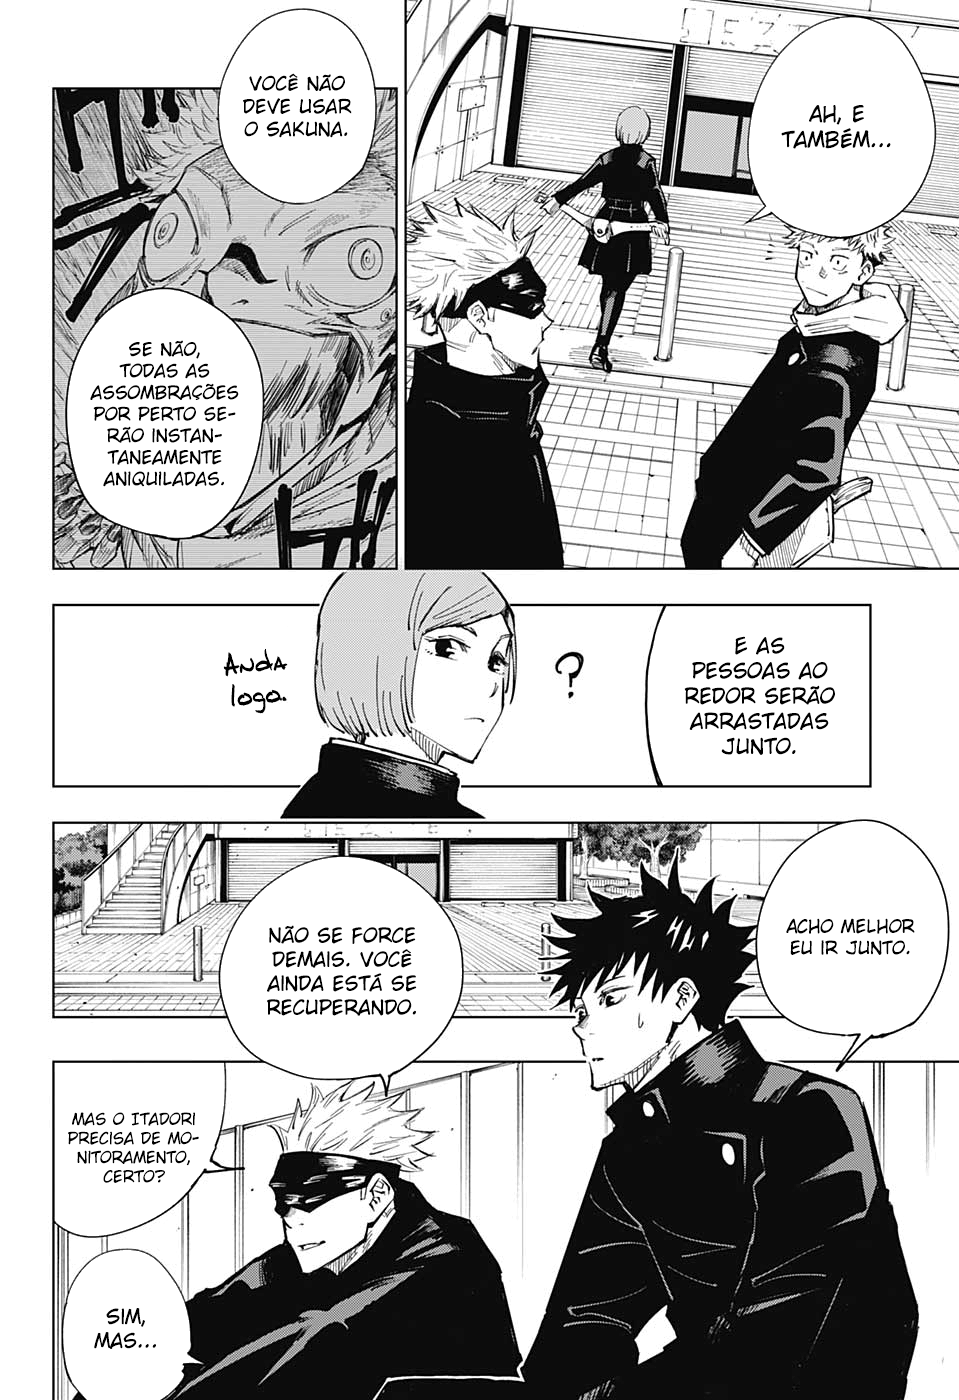 AH, E
TAMBÉM...
VOCÊ NÃO
DEVE USAR
O SAKUNA.
SE NÃO,
TODAS AS
ASSOMBRAÇÕES
POR PERTO SE-
RÃO INSTAN-
TANEAMENTE
ANIQUILADAS.
E AS
PESSOAS AO
REDOR SERÃO
ARRASTADAS
JUNTO.
?
ANDA
logo.
ACHO MELHOR
EU IR JUNTO.
NÃO SE FORCE
DEMAIS. VOCÊ
AINDA ESTÁ SE
RECUPERANDO.
MAS O ITADORI
PRECISA DE MO-
NITORAMENTO,
CERTO?
SIM,
MAS...